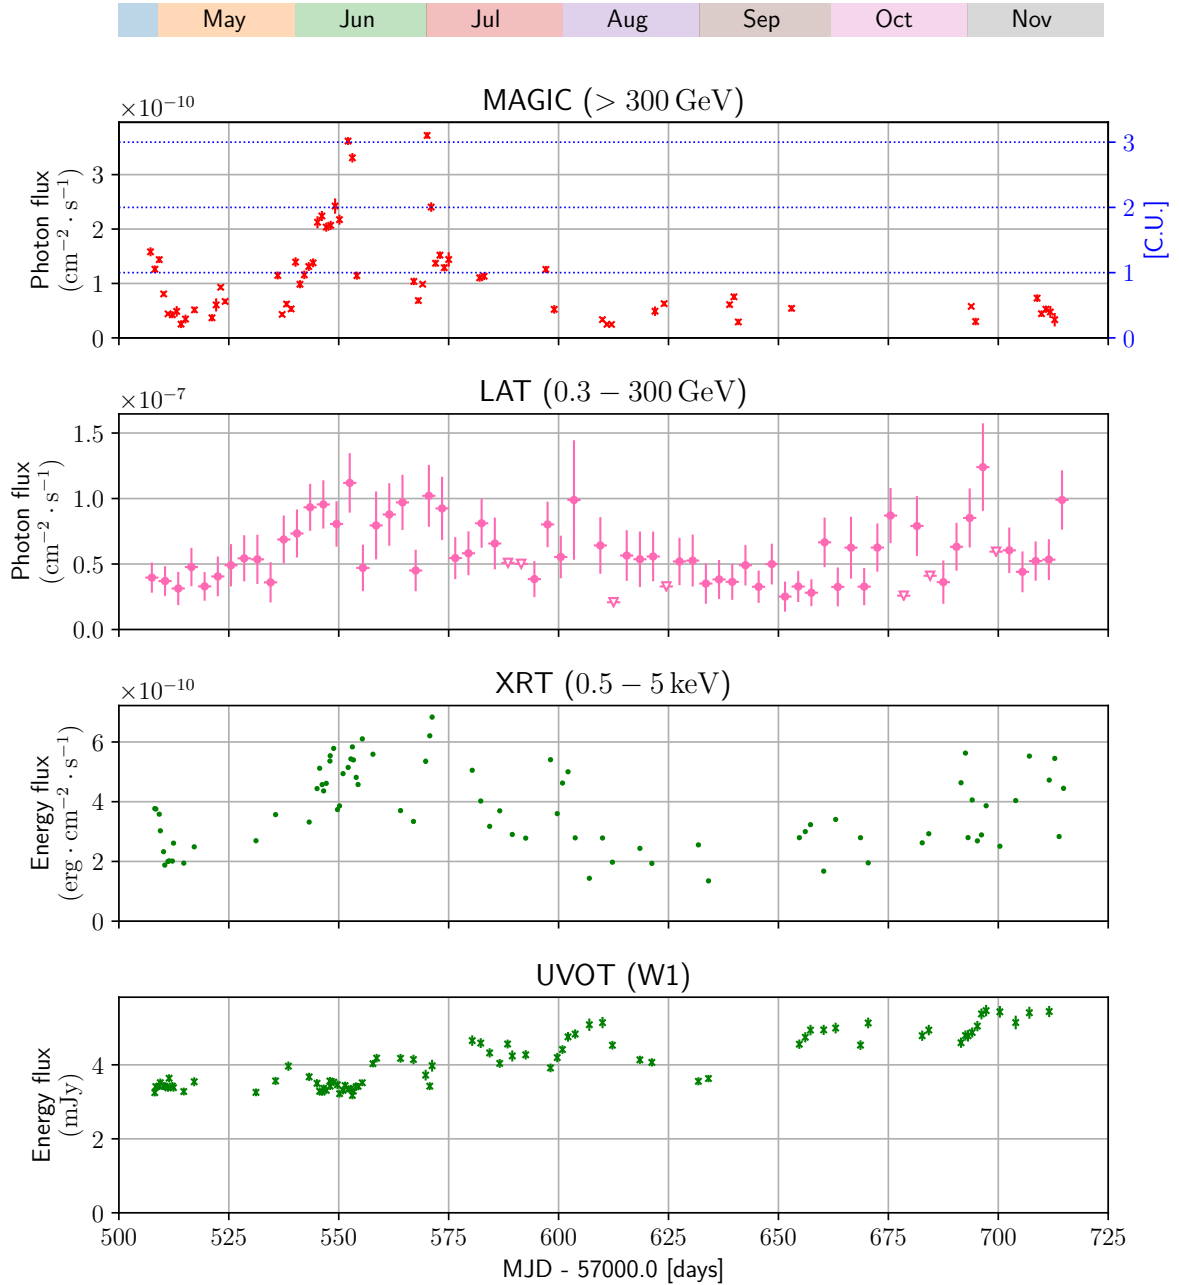 May Jun Jul Aug Sep Oct Nov
×10⁻¹⁰
MAGIC (> 300 GeV)
3
2
1
0
Photon flux
(cm⁻² · s⁻¹)
3
2
1
0
[C.U.]
×10⁻⁷
LAT (0.3 − 300 GeV)
1.5
1.0
0.5
0.0
Photon flux
(cm⁻² · s⁻¹)
×10⁻¹⁰
XRT (0.5 − 5 keV)
6
4
2
0
Energy flux
(erg · cm⁻² · s⁻¹)
UVOT (W1)
4
2
0
Energy flux
(mJy)
500 525 550 575 600 625 650 675 700 725
MJD - 57000.0 [days]